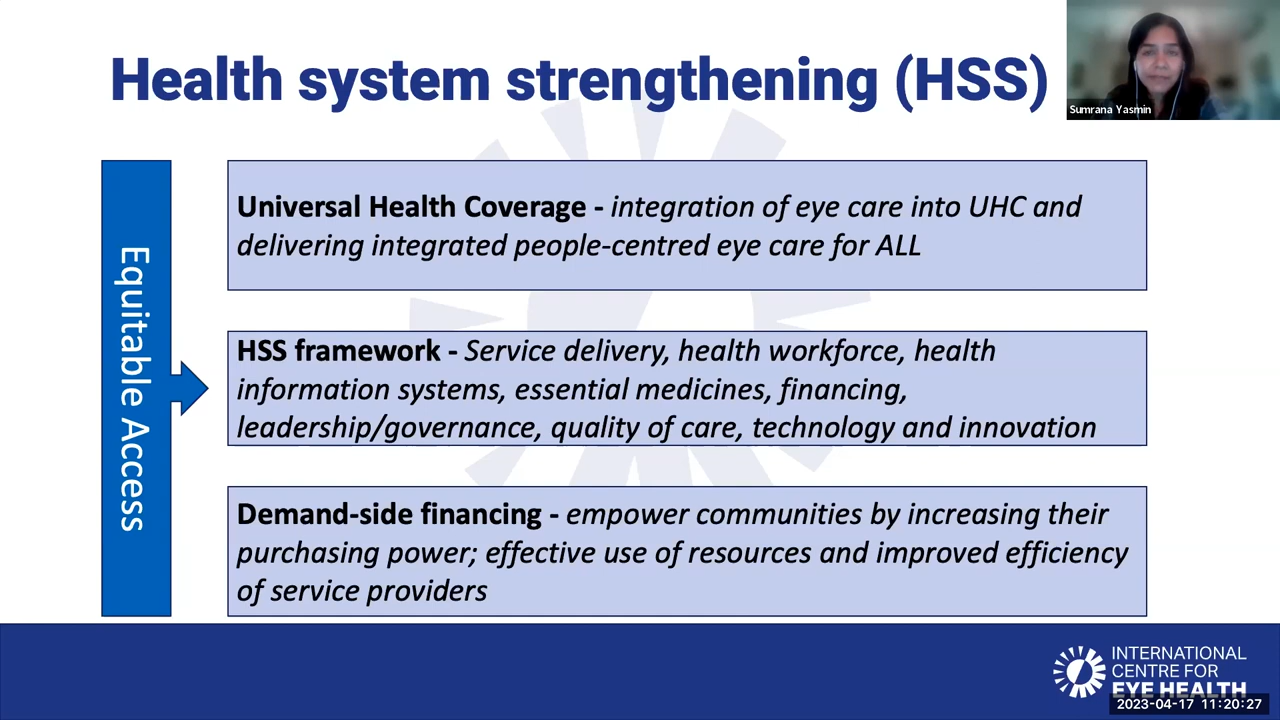 Health system strengthening (HSS)
Sumrana Yasmin
Equitable Access
Universal Health Coverage - integration of eye care into UHC and
delivering integrated people-centred eye care for ALL
HSS framework - Service delivery, health workforce, health
information systems, essential medicines, financing,
leadership/governance, quality of care, technology and innovation
Demand-side financing - empower communities by increasing their
purchasing power; effective use of resources and improved efficiency
of service providers
INTERNATIONAL
CENTRE FOR
EYE HEALTH
2023-04-17 11:20:27